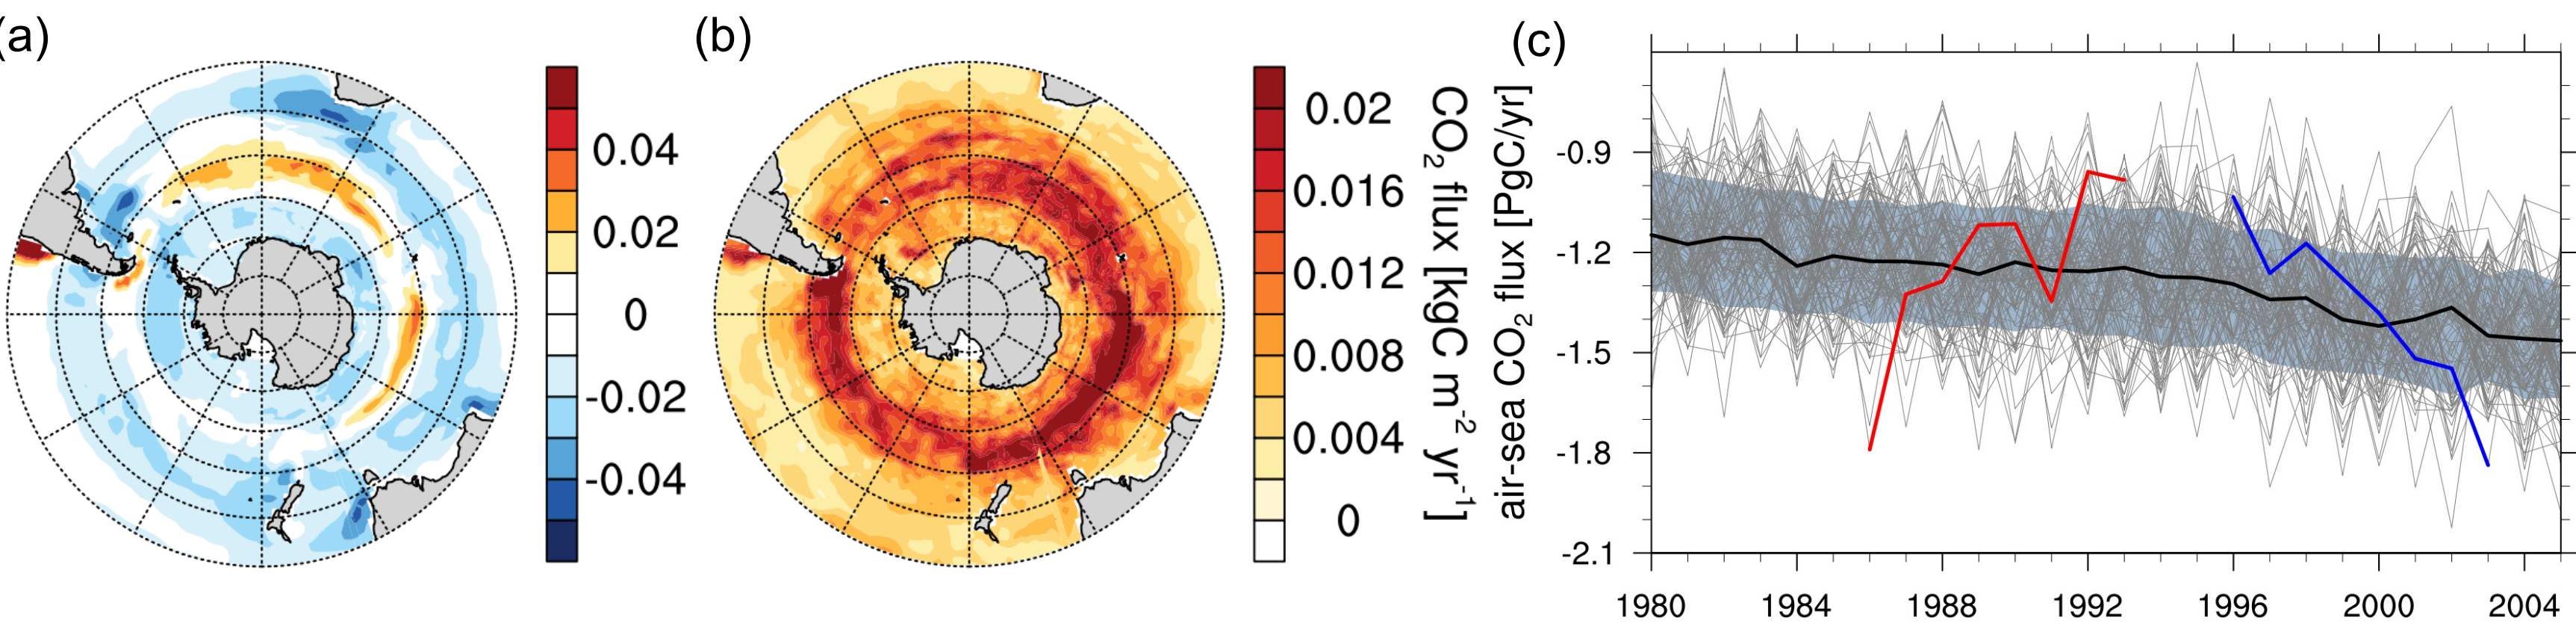 (a)
0.04
0.02
0
-0.02
-0.04
(b)
0.02
0.016
0.012
0.008
0.004
0
CO2 flux [kgC m-2 yr-1]
(c)
air-sea CO2 flux [PgC/yr]
-0.9
-1.2
-1.5
-1.8
-2.1
1980 1984 1988 1992 1996 2000 2004